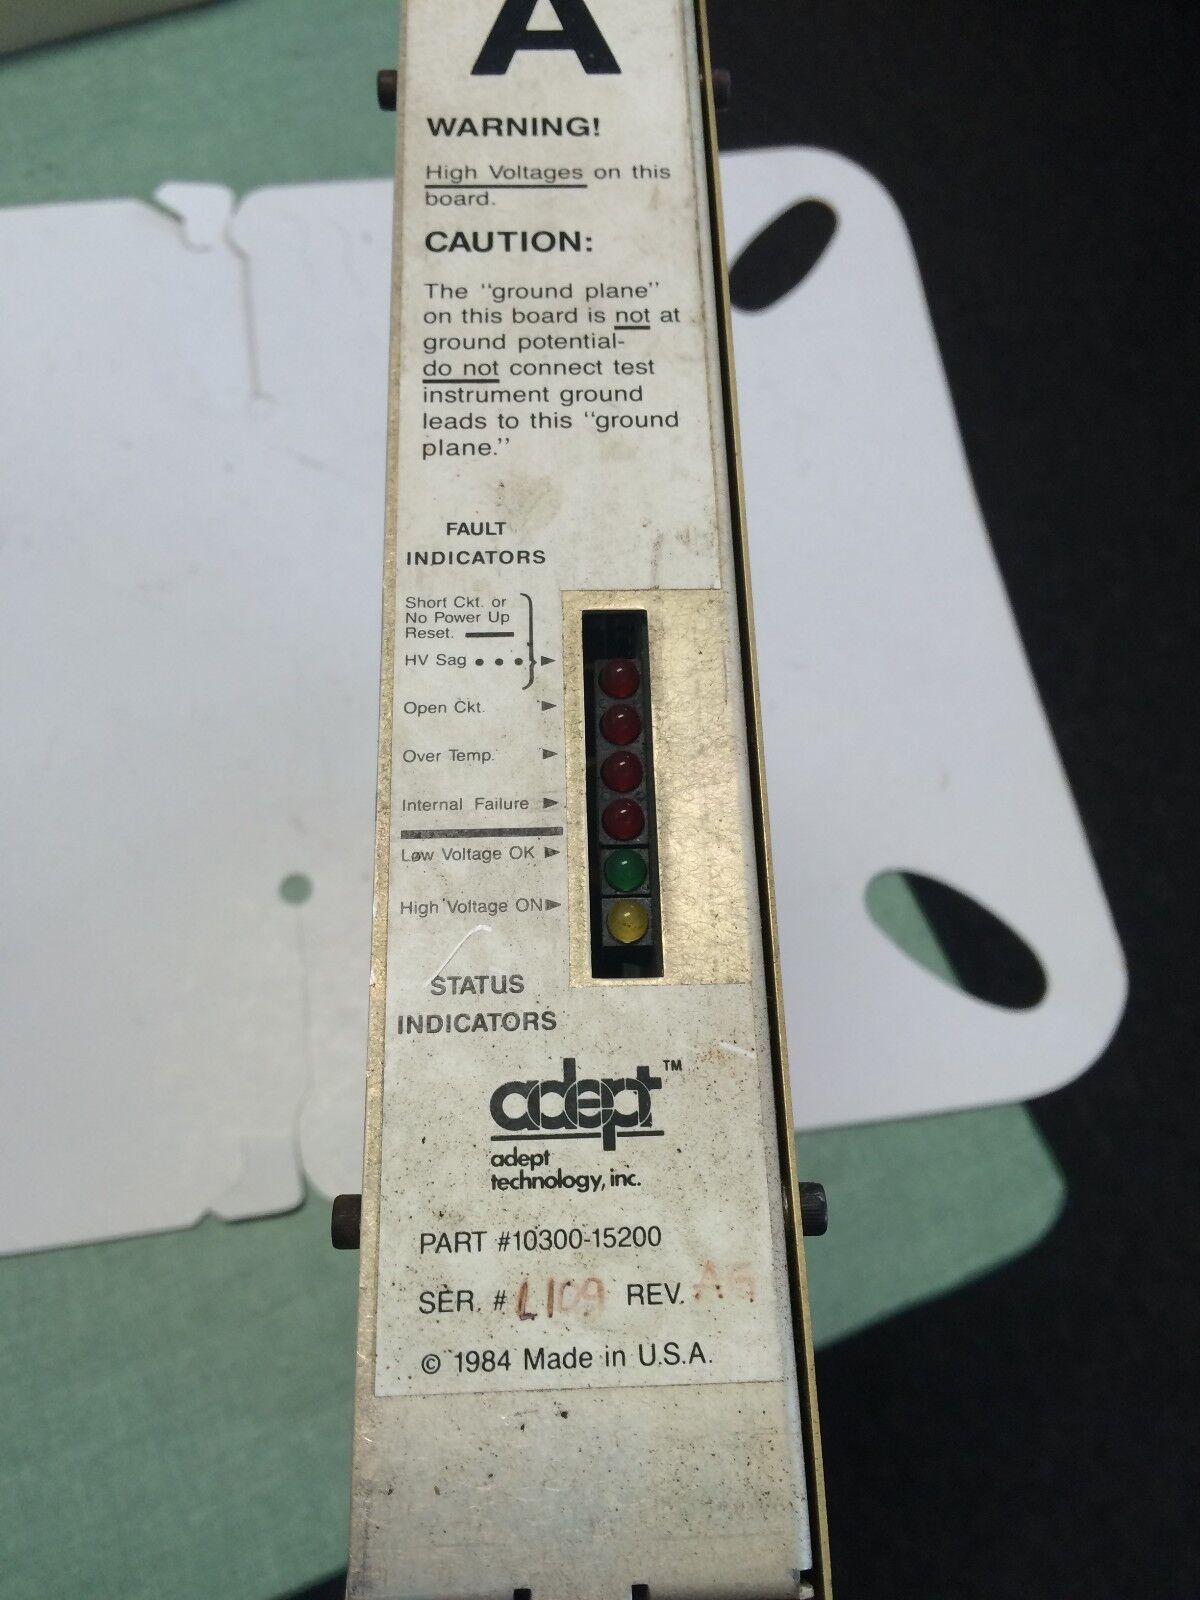 A
WARNING!
High Voltages on this
board.
CAUTION:
The "ground plane"
on this board is not at
ground potential-
do not connect test
instrument ground
leads to this "ground
plane."
FAULT
INDICATORS
Short Ckt. or
No Power Up
Reset.
HV Sag
Open Ckt.
Over Temp.
Internal Failure
Low Voltage OK
High Voltage ON
STATUS
INDICATORS
adept™
adept
technology, inc.
PART #10300-15200
SER. # L109 REV.
© 1984 Made in U.S.A.